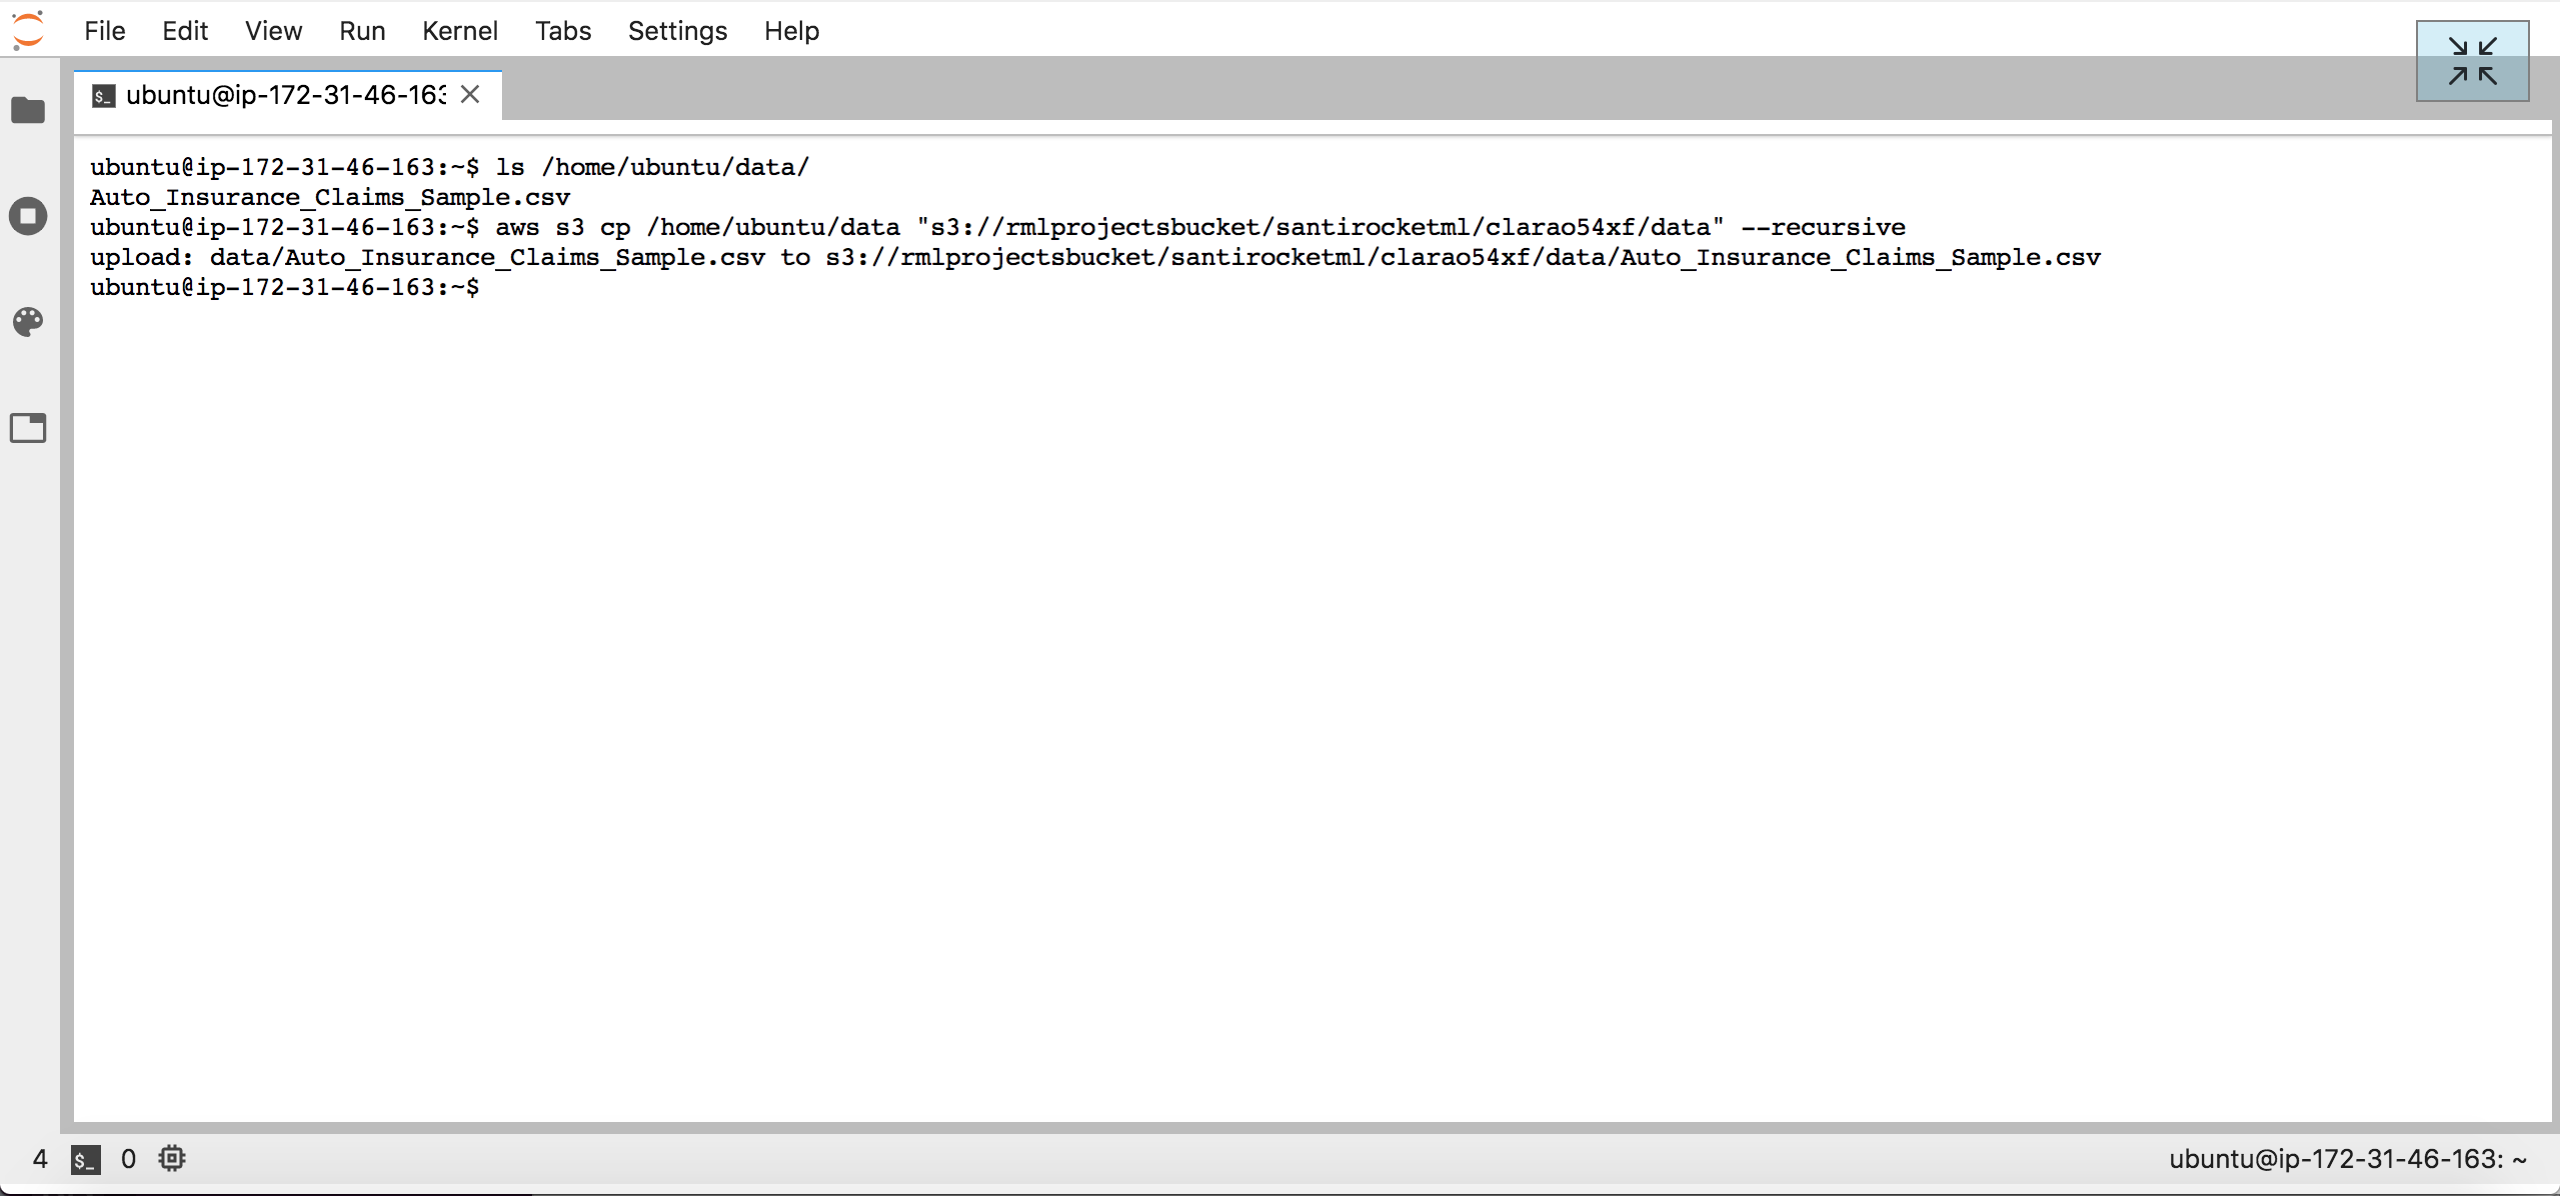 File Edit View Run Kernel Tabs Settings Help
$_ ubuntu@ip-172-31-46-163
ubuntu@ip-172-31-46-163:~$ ls /home/ubuntu/data/
Auto_Insurance_Claims_Sample.csv
ubuntu@ip-172-31-46-163:~$ aws s3 cp /home/ubuntu/data "s3://rmlprojectsbucket/santirocketml/clarao54xf/data" --recursive
upload: data/Auto_Insurance_Claims_Sample.csv to s3://rmlprojectsbucket/santirocketml/clarao54xf/data/Auto_Insurance_Claims_Sample.csv
ubuntu@ip-172-31-46-163:~$
4 $_ 0 ubuntu@ip-172-31-46-163: ~